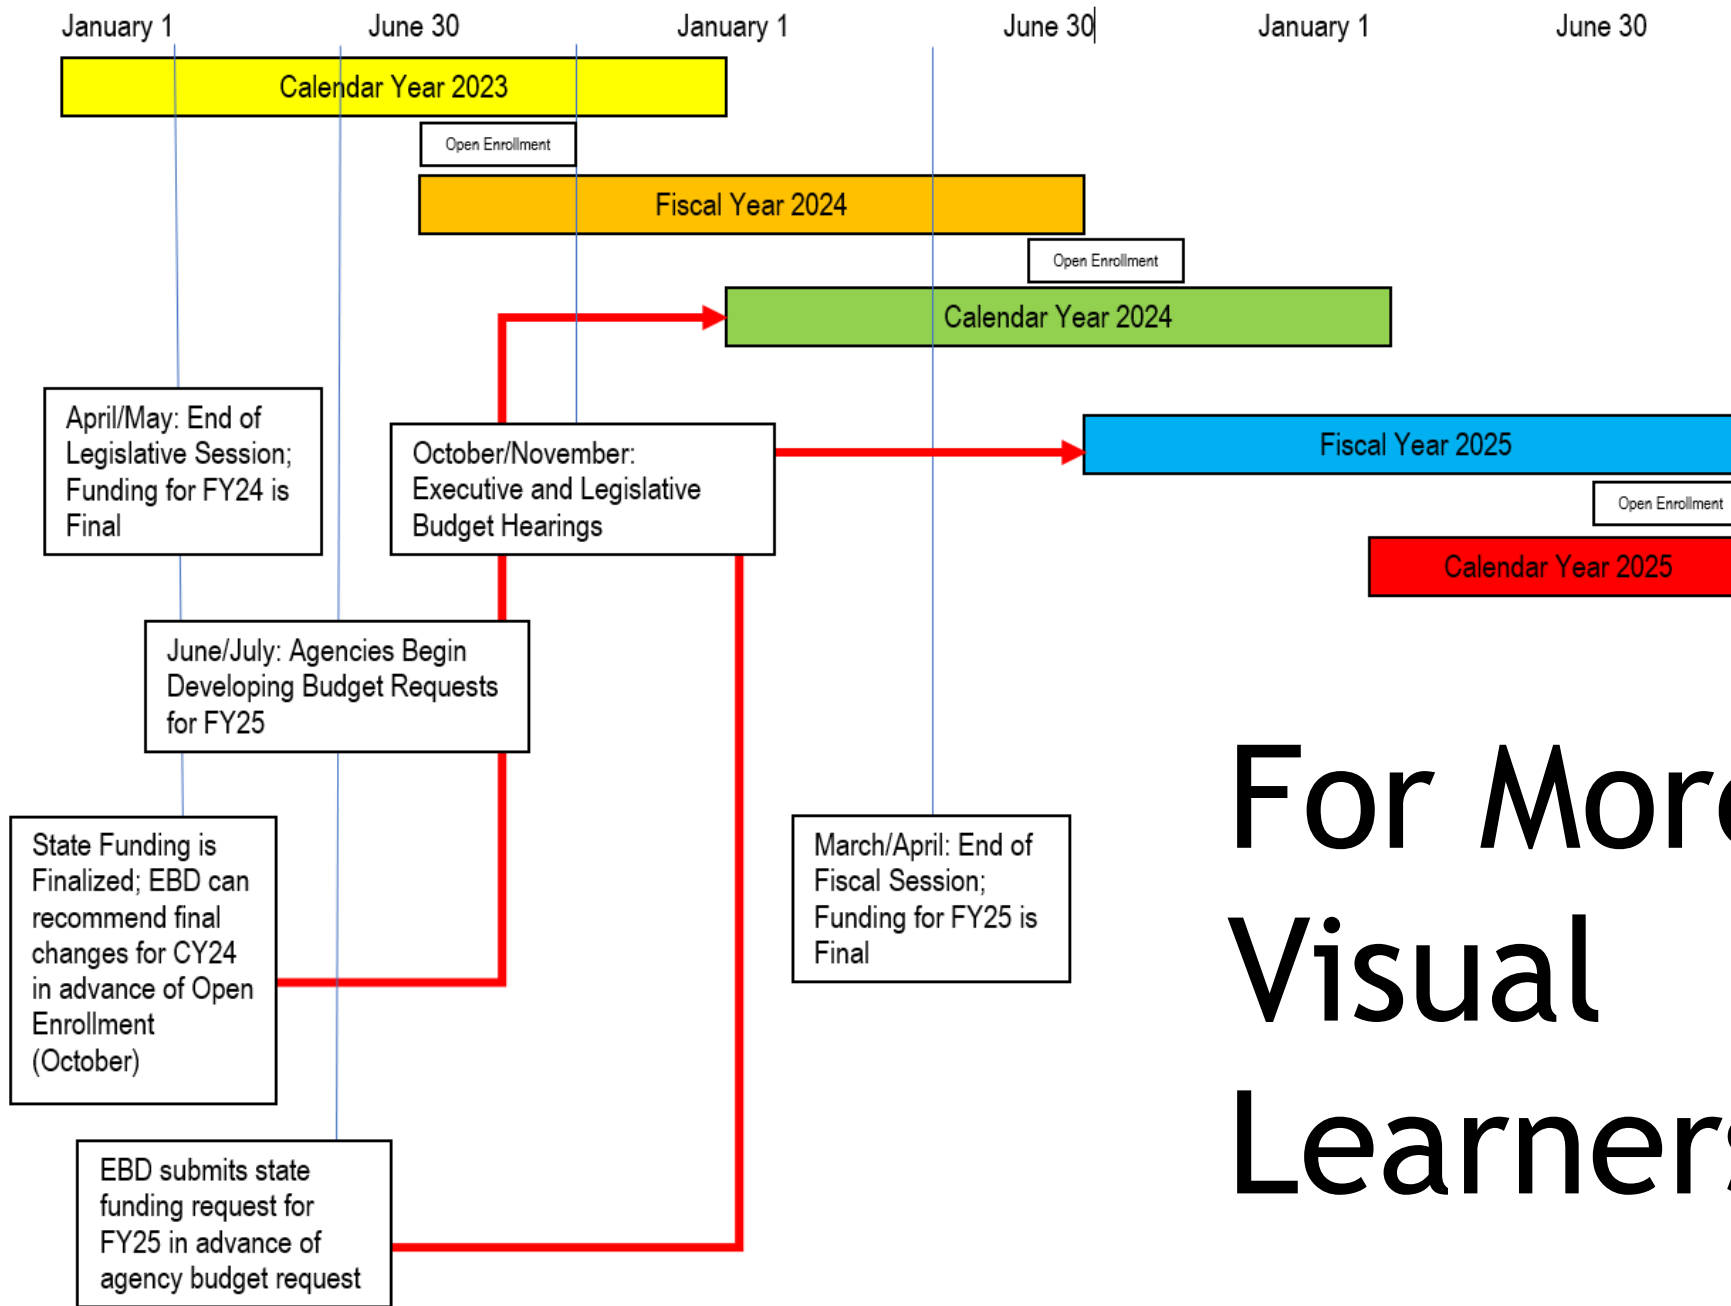 January 1
June 30
January 1
June 30
January 1
June 30
Calendar Year 2023
Open Enrollment
Fiscal Year 2024
Open Enrollment
Calendar Year 2024
April/May: End of
Legislative Session;
Funding for FY24 is
Final
October/November:
Executive and Legislative
Budget Hearings
Fiscal Year 2025
Open Enrollment
Calendar Year 2025
June/July: Agencies Begin
Developing Budget Requests
for FY25
State Funding is
Finalized; EBD can
recommend final
changes for CY24
in advance of Open
Enrollment
(October)
March/April: End of
Fiscal Session;
Funding for FY25 is
Final
EBD submits state
funding request for
FY25 in advance of
agency budget request
For More
Visual
Learners